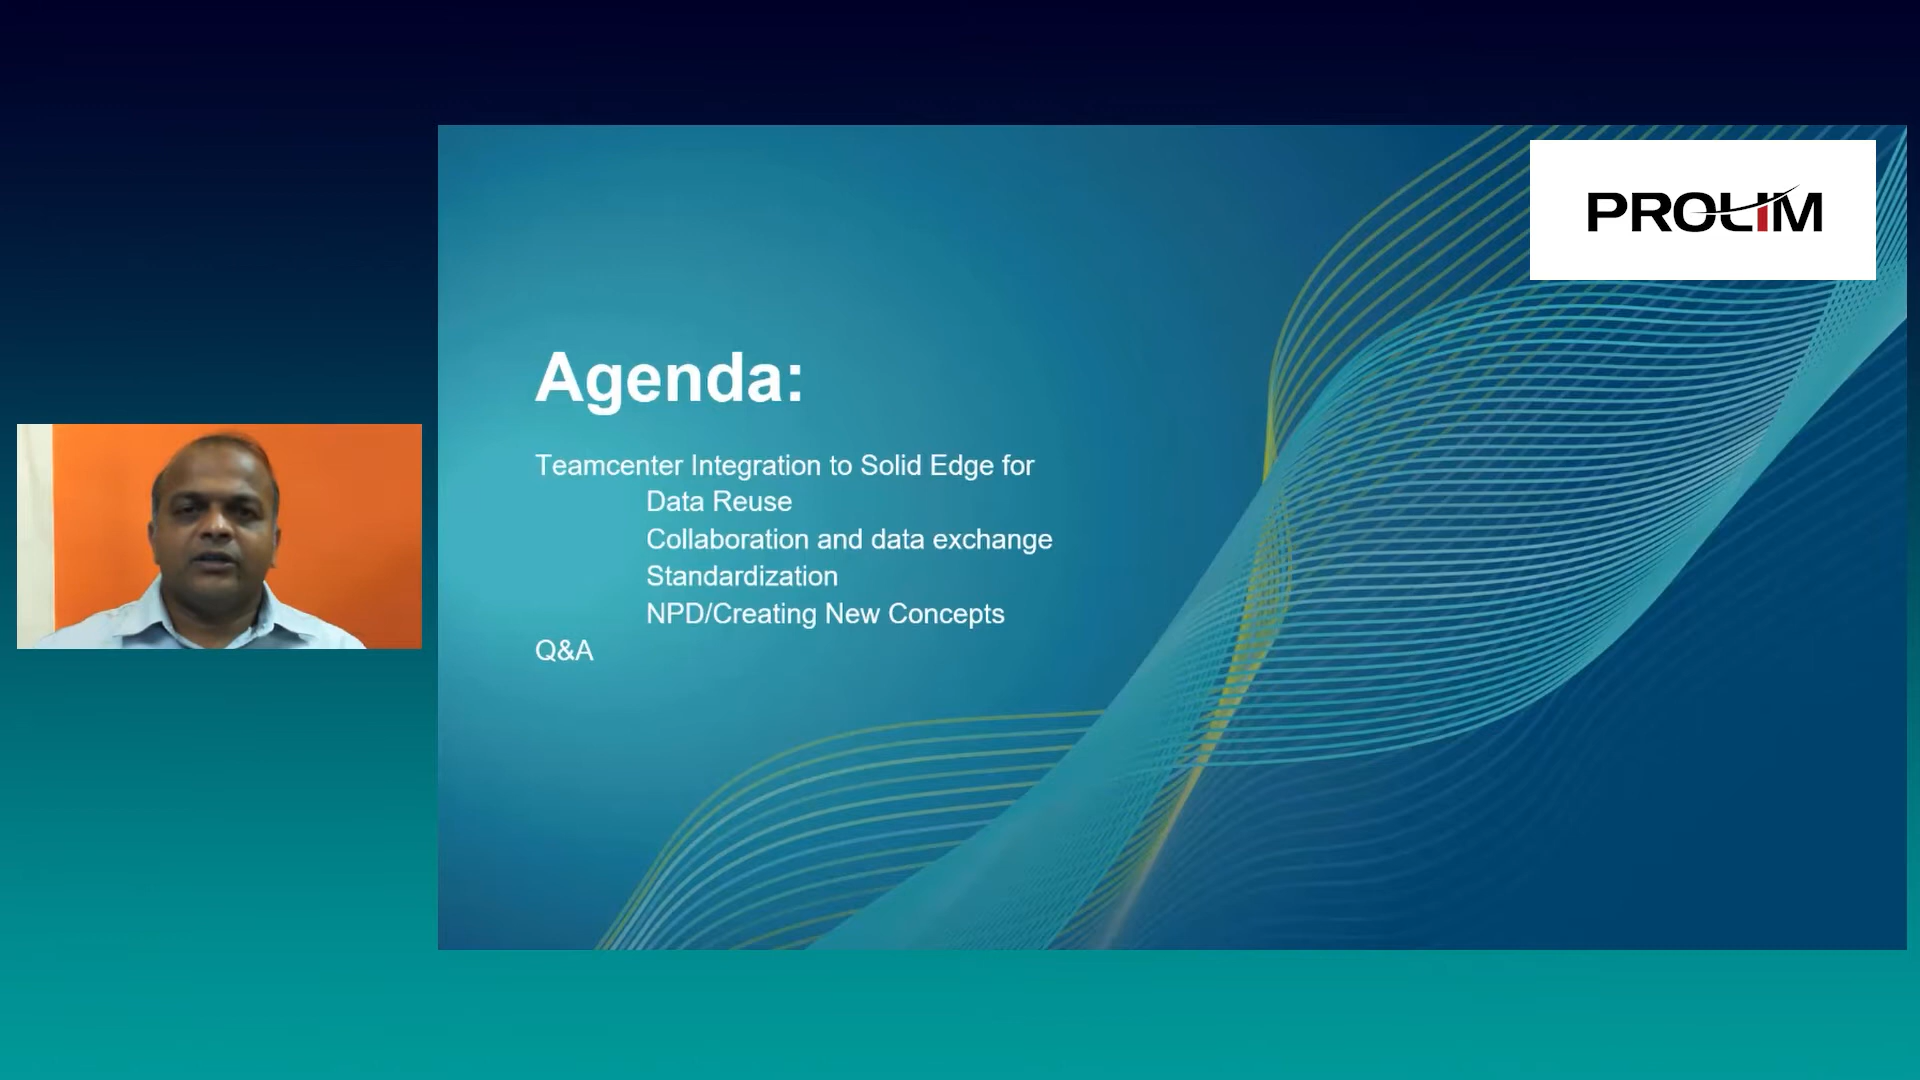 PROLIM
Agenda:
Teamcenter Integration to Solid Edge for
Data Reuse
Collaboration and data exchange
Standardization
NPD/Creating New Concepts
Q&A